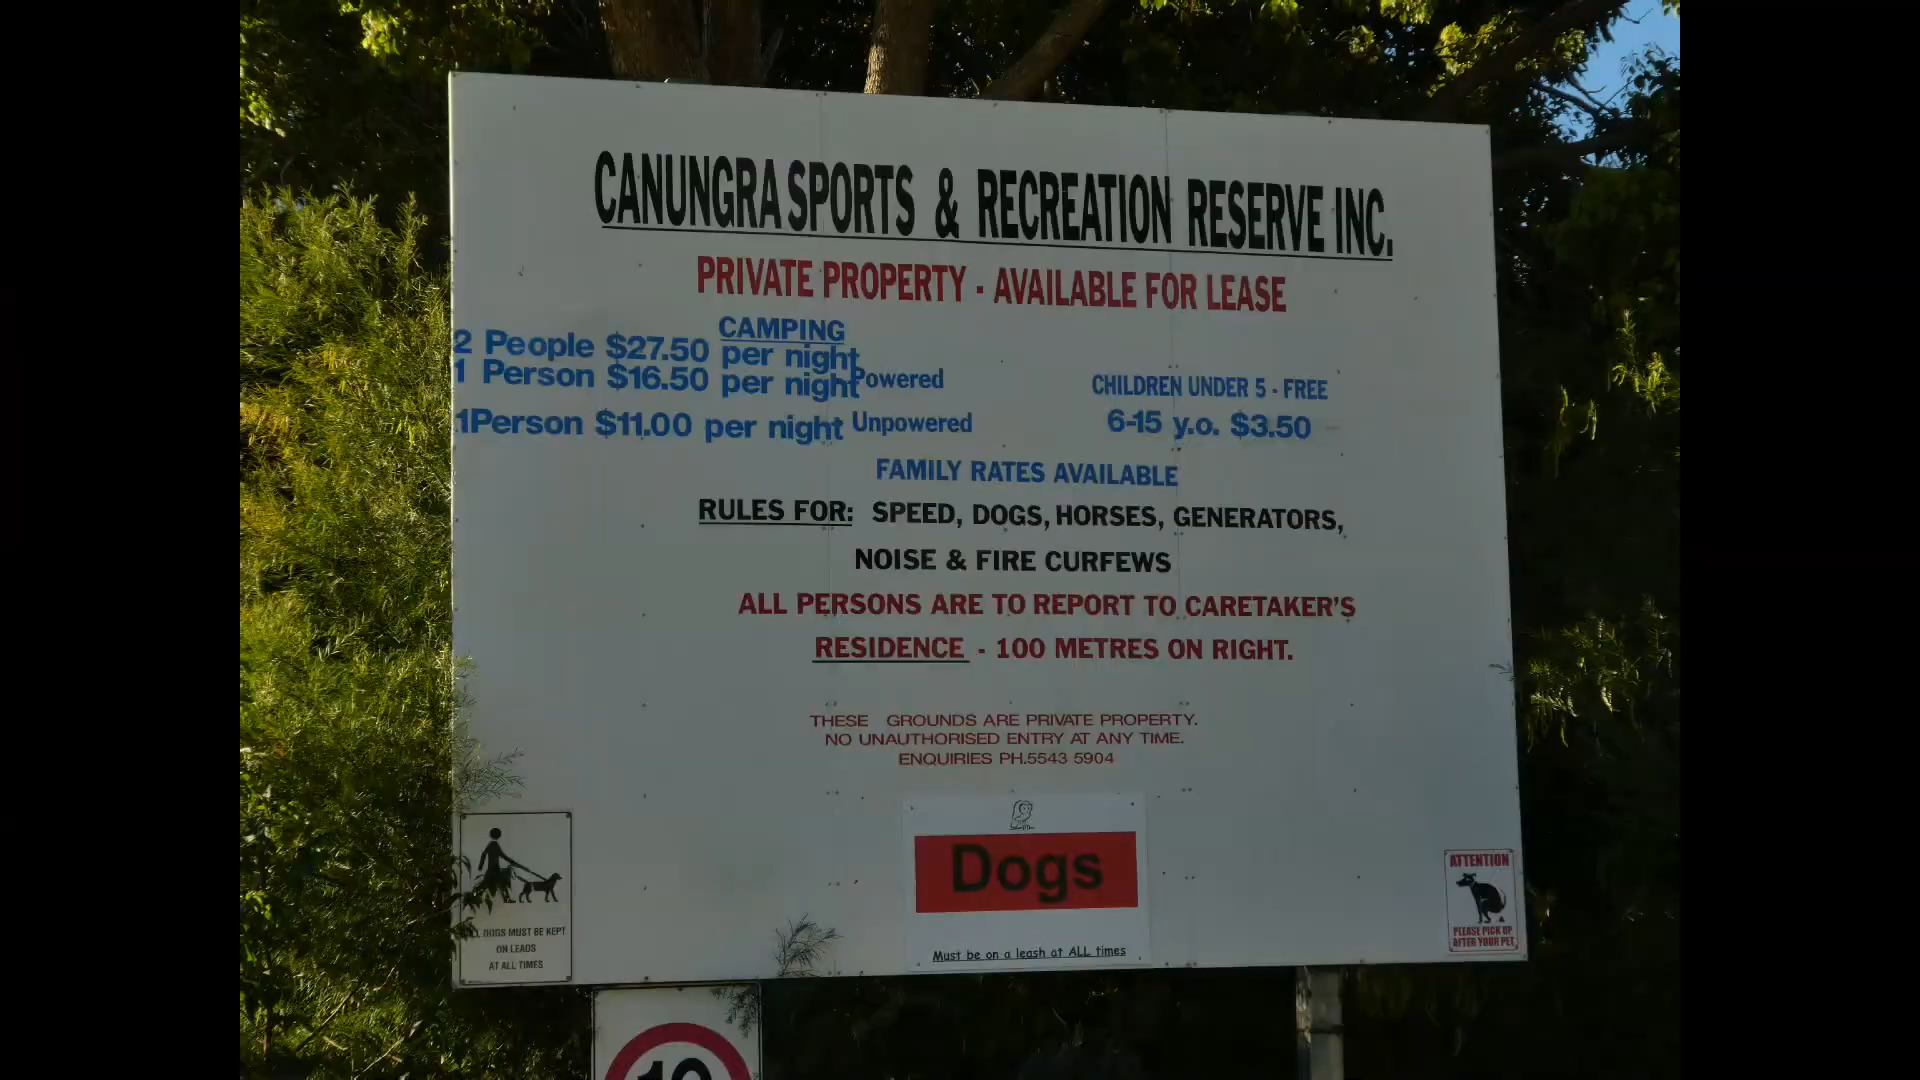 CANUNGRA SPORTS & RECREATION RESERVE INC.
PRIVATE PROPERTY - AVAILABLE FOR LEASE
CAMPING
2 People $27.50 per night
1 Person $16.50 per night Powered
1Person $11.00 per night Unpowered
CHILDREN UNDER 5 - FREE
6-15 y.o. $3.50
FAMILY RATES AVAILABLE
RULES FOR: SPEED, DOGS, HORSES, GENERATORS,
NOISE & FIRE CURFEWS
ALL PERSONS ARE TO REPORT TO CARETAKER'S
RESIDENCE - 100 METRES ON RIGHT.
THESE GROUNDS ARE PRIVATE PROPERTY.
NO UNAUTHORISED ENTRY AT ANY TIME.
ENQUIRIES PH.5543 5904
DOGS MUST BE KEPT
ON LEADS
AT ALL TIMES
Dogs
Must be on a leash at ALL times
ATTENTION
PLEASE PICK UP
AFTER YOUR PET